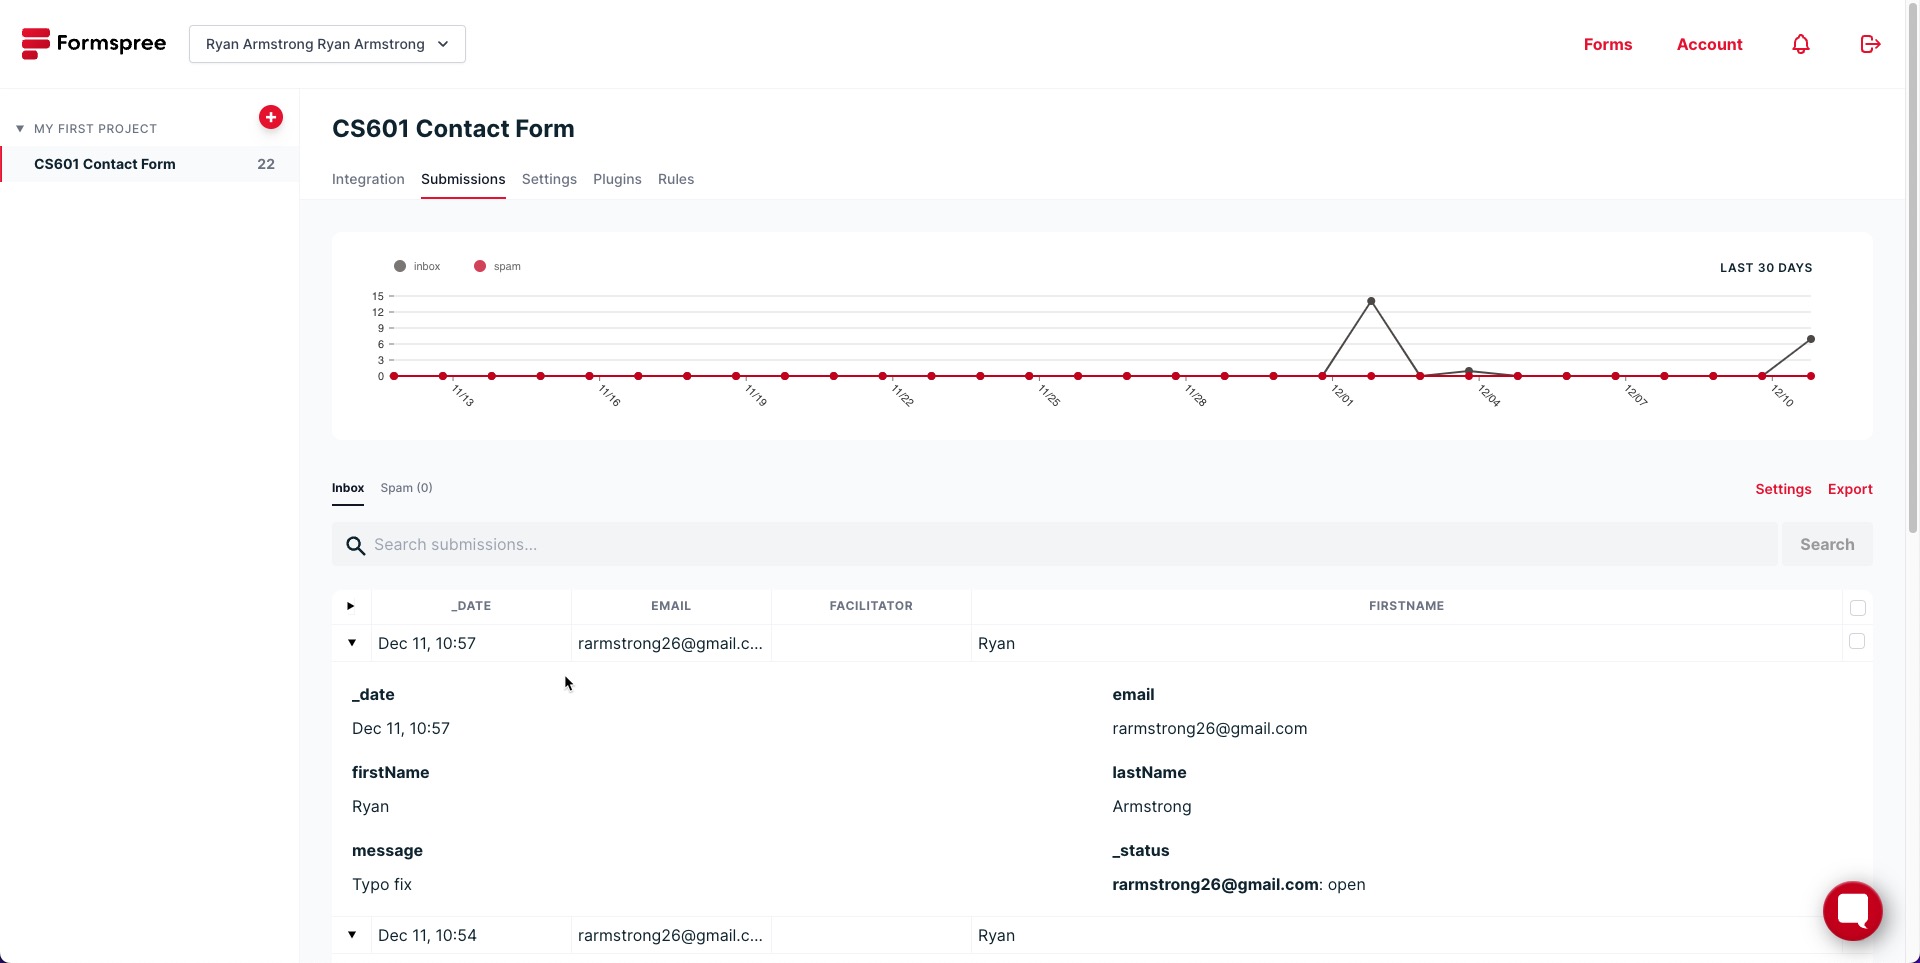 Formspree
Ryan Armstrong Ryan Armstrong
Forms
Account
MY FIRST PROJECT
CS601 Contact Form 22
CS601 Contact Form
Integration Submissions Settings Plugins Rules
inbox spam
LAST 30 DAYS
15
12
9
6
3
0
11/13 11/16 11/19 11/22 11/25 11/28 12/01 12/04 12/07 12/10
Inbox Spam (0)
Settings Export
Search submissions...
Search
_DATE EMAIL FACILITATOR FIRSTNAME
Dec 11, 10:57 rarmstrong26@gmail.c... Ryan
_date email
Dec 11, 10:57 rarmstrong26@gmail.com
firstName lastName
Ryan Armstrong
message _status
Typo fix rarmstrong26@gmail.com: open
Dec 11, 10:54 rarmstrong26@gmail.c... Ryan